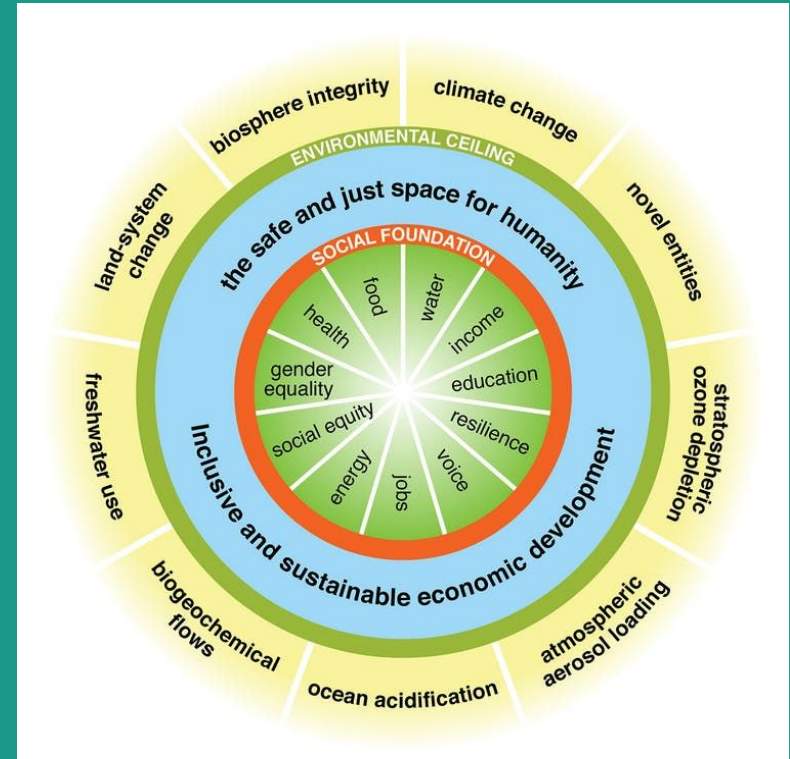 climate change
novel entities
stratospheric
ozone depletion
atmospheric
aerosol loading
ocean acidification
biogeochemical
flows
freshwater use
land-system
change
biosphere integrity
ENVIRONMENTAL CEILING
the safe and just space for humanity
Inclusive and sustainable economic development
SOCIAL FOUNDATION
water
income
education
resilience
voice
jobs
energy
social equity
gender
equality
health
food